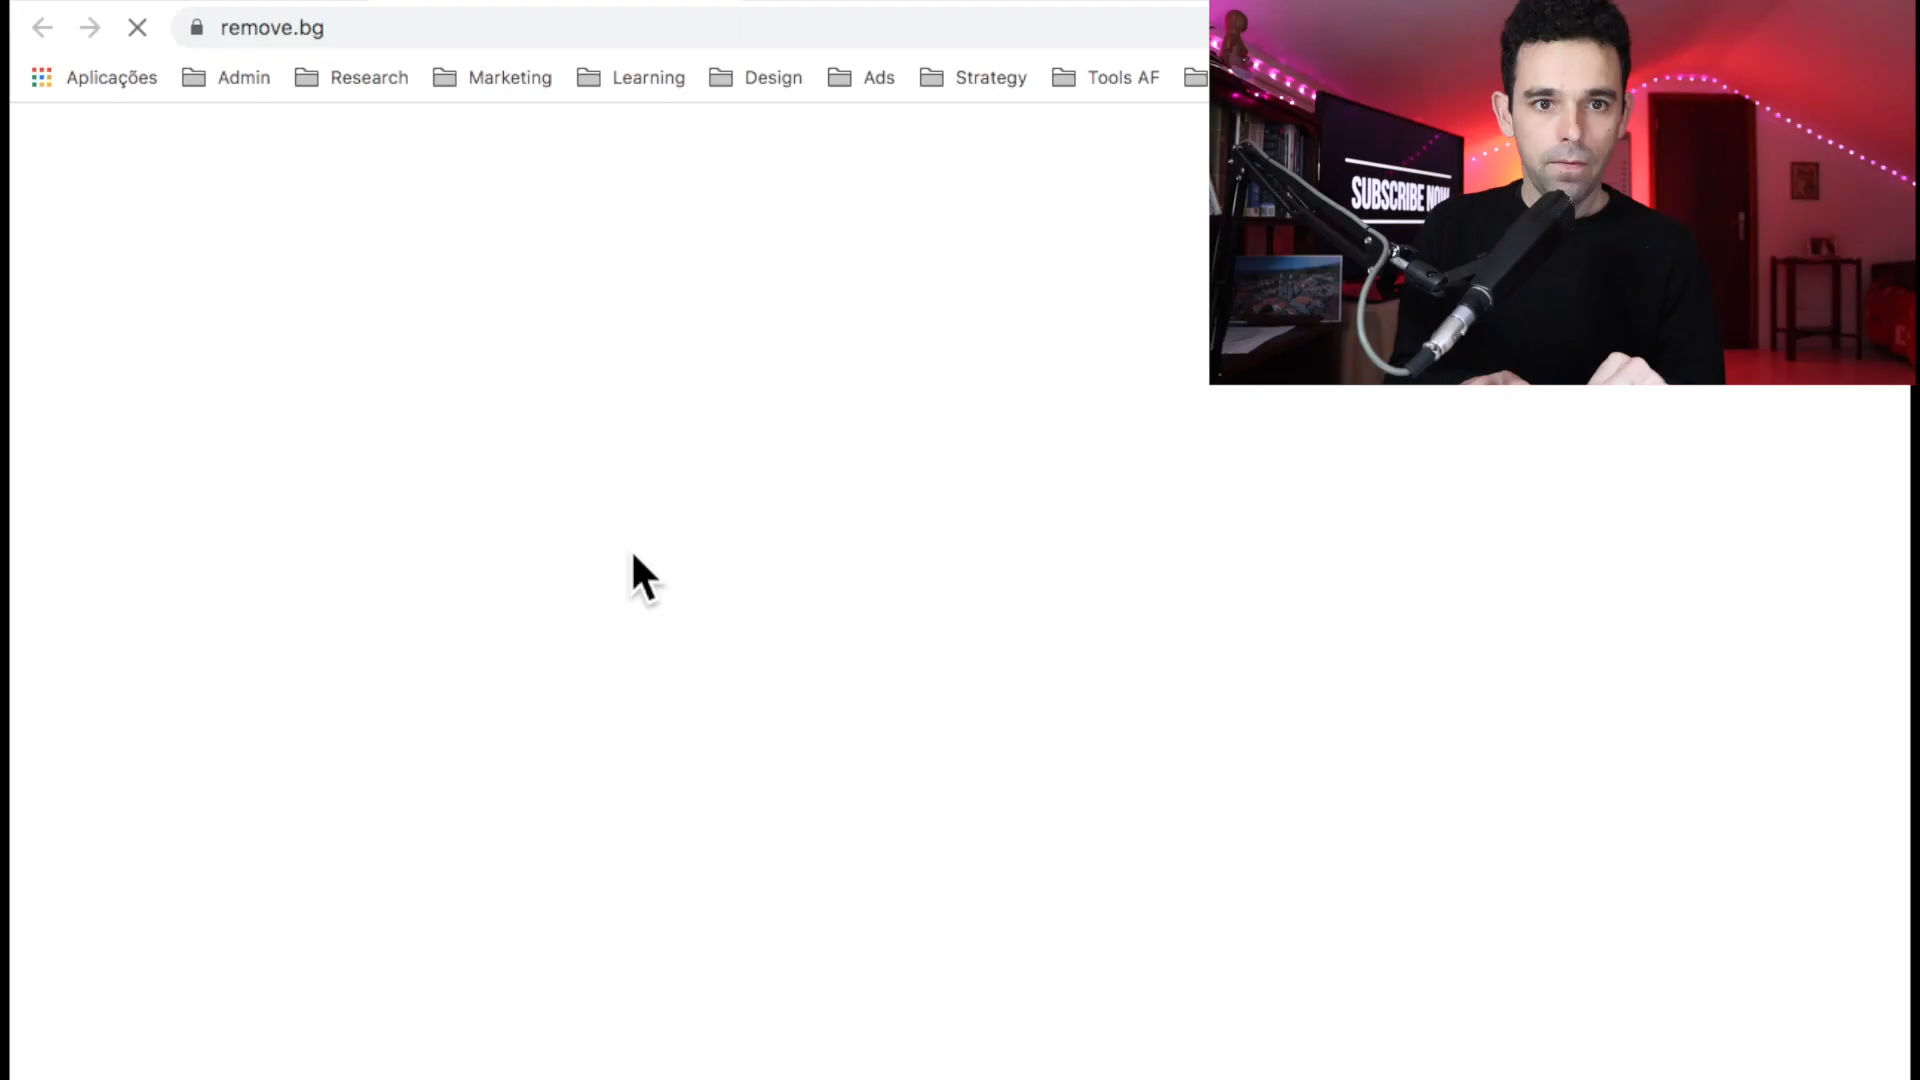 remove.bg
Aplicações Admin Research Marketing Learning Design Ads Strategy Tools AF
SUBSCRIBE NOW